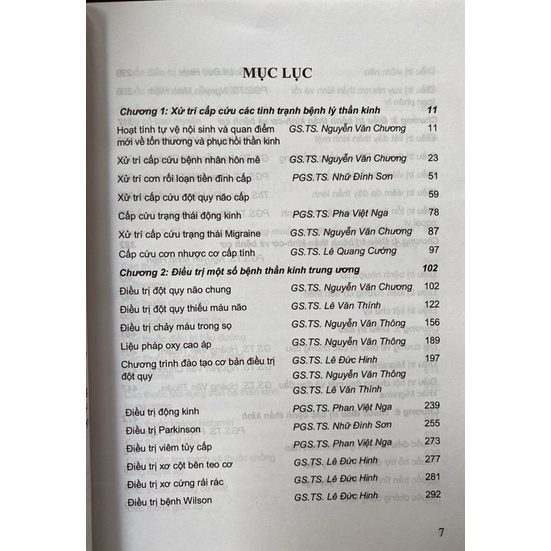 MỤC LỤC
Chương 1: Xử trí cấp cứu các tình trạnh bệnh lý thần kinh 11
Hoạt tính tự vệ nội sinh và quan điểm GS.TS. Nguyễn Văn Chương 11
mới về tổn thương và phục hồi thần kinh
Xử trí cấp cứu bệnh nhân hôn mê GS.TS. Nguyễn Văn Chương 23
Xử trí cơn rối loạn tiền đình cấp PGS.TS. Nhữ Đình Sơn 51
Xử trí cấp cứu đột quỵ não cấp 59
Cấp cứu trạng thái động kinh PGS.TS. Pha Việt Nga 78
Xử trí cấp cứu trạng thái Migraine GS.TS. Nguyễn Văn Chương 87
Cấp cứu cơn nhược cơ cấp tính GS.TS. Lê Quang Cường 97
Chương 2: Điều trị một số bệnh thần kinh trung ương 102
Điều trị đột quỵ não chung GS.TS. Nguyễn Văn Chương 102
Điều trị đột quỵ thiếu máu não GS.TS. Lê Văn Thính 122
Điều trị chảy máu trong sọ GS.TS. Nguyễn Văn Thông 156
Liệu pháp oxy cao áp GS.TS. Nguyễn Văn Thông 189
Chương trình đào tạo cơ bản điều trị GS.TS. Lê Đức Hinh 197
đột quỵ GS.TS. Nguyễn Văn Thông
GS.TS. Lê Văn Thính
Điều trị động kinh PGS.TS. Phan Việt Nga 239
Điều trị Parkinson PGS.TS. Nhữ Đình Sơn 255
Điều trị viêm tủy cấp PGS.TS. Phan Việt Nga 273
Điều trị xơ cột bên teo cơ GS.TS. Lê Đức Hinh 277
Điều trị xơ cứng rải rác GS.TS. Lê Đức Hinh 281
Điều trị bệnh Wilson GS.TS. Lê Đức Hinh 292
7